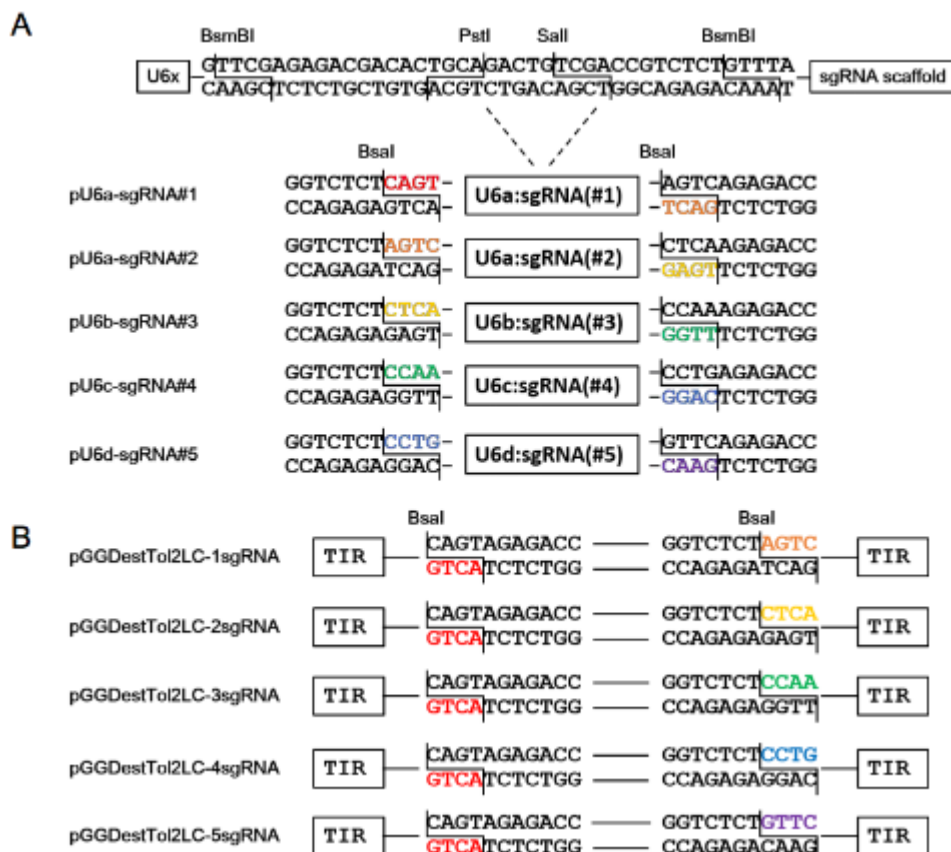 A
BsmBI PstI SalI BsmBI
GTTCGAGAGACGACACTGCAGACTGTCGACCGTCTCTGTTTA
U6x sgRNA scaffold
CAAGCTCTCTGCTGTGACGTCTGACAGCTGGCAGAGACAAAT
BsaI BsaI
GGTCTCTCAGT AGTCAGAGACC
pU6a-sgRNA#1 U6a:sgRNA(#1)
CCAGAGAGTCA TCAGTCTCTGG
GGTCTCTAGTC CTCAAGAGACC
pU6a-sgRNA#2 U6a:sgRNA(#2)
CCAGAGATCAG GAGTTCTCTGG
GGTCTCTCTCA CCAAAGAGACC
pU6b-sgRNA#3 U6b:sgRNA(#3)
CCAGAGAGAGT GGTTTCTCTGG
GGTCTCTCCAA CCTGAGAGACC
pU6c-sgRNA#4 U6c:sgRNA(#4)
CCAGAGAGGTT GGACTCTCTGG
GGTCTCTCCTG GTTCAGAGACC
pU6d-sgRNA#5 U6d:sgRNA(#5)
CCAGAGAGGAC CAAGTCTCTGG
B
BsaI BsaI
CAGTAGAGACC GGTCTCTAGTC
pGGDestTol2LC-1sgRNA TIR TIR
GTCATCTCTGG CCAGAGATCAG
CAGTAGAGACC GGTCTCTCTCA
pGGDestTol2LC-2sgRNA TIR TIR
GTCATCTCTGG CCAGAGAGAGT
CAGTAGAGACC GGTCTCTCCAA
pGGDestTol2LC-3sgRNA TIR TIR
GTCATCTCTGG CCAGAGAGGTT
CAGTAGAGACC GGTCTCTCCTG
pGGDestTol2LC-4sgRNA TIR TIR
GTCATCTCTGG CCAGAGAGGAC
CAGTAGAGACC GGTCTCTGTTC
pGGDestTol2LC-5sgRNA TIR TIR
GTCATCTCTGG CCAGAGACAAG